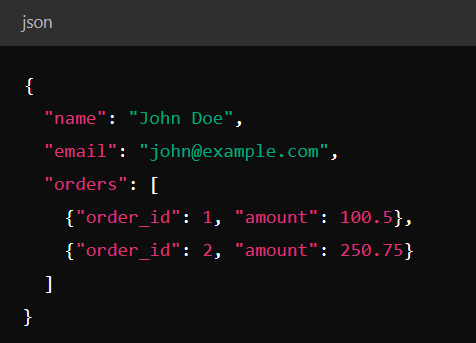 json
{
"name": "John Doe",
"email": "john@example.com",
"orders": [
{"order_id": 1, "amount": 100.5},
{"order_id": 2, "amount": 250.75}
]
}